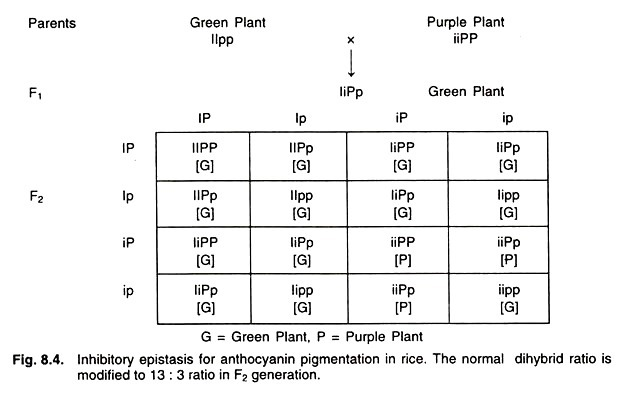 Parents Green Plant Purple Plant
IIpp × iiPP
F₁ IiPp Green Plant
IP Ip iP ip
IP IIPP IIPp IiPP IiPp
[G] [G] [G] [G]
F₂ Ip IIPp IIpp IiPp Iipp
[G] [G] [G] [G]
iP IiPP IiPp iiPP iiPp
[G] [G] [P] [P]
ip IiPp Iipp iiPp iipp
[G] [G] [P] [G]
G = Green Plant, P = Purple Plant
Fig. 8.4. Inhibitory epistasis for anthocyanin pigmentation in rice. The normal dihybrid ratio is
modified to 13 : 3 ratio in F₂ generation.